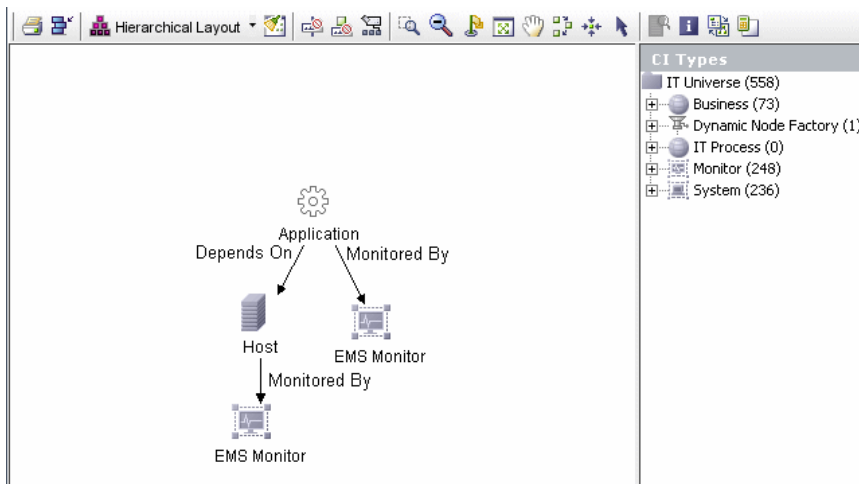 Hierarchical Layout
CI Types
IT Universe (558)
Business (73)
Dynamic Node Factory (1)
IT Process (0)
Monitor (248)
System (236)
Application
Depends On
Monitored By
Host
EMS Monitor
Monitored By
EMS Monitor